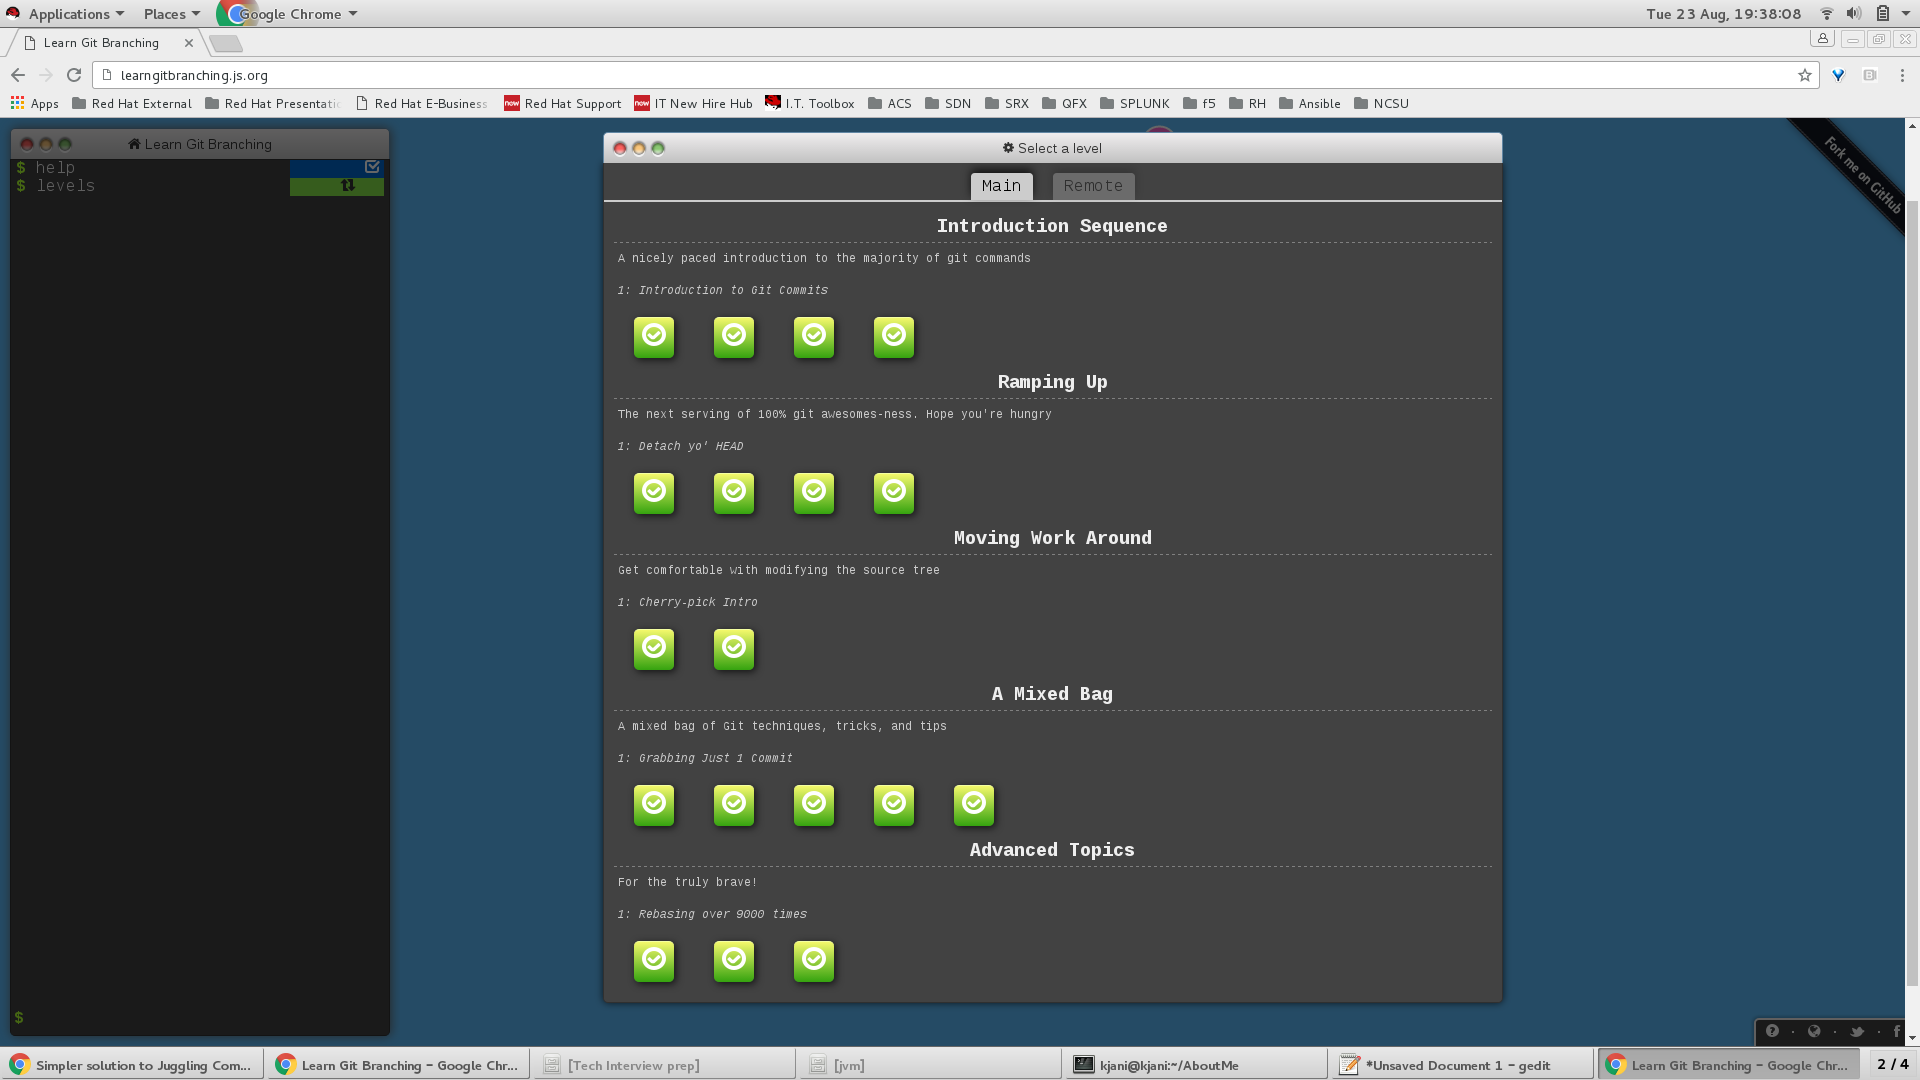 Applications Places Google Chrome Tue 23 Aug, 19:38:08
Learn Git Branching
learngitbranching.js.org
Apps Red Hat External Red Hat Presentati Red Hat E-Business now Red Hat Support now IT New Hire Hub I.T. Toolbox ACS SDN SRX QFX SPLUNK f5 RH Ansible NCSU
Learn Git Branching
$ help
$ levels
$
Select a level
Main Remote
Introduction Sequence
A nicely paced introduction to the majority of git commands
1: Introduction to Git Commits
Ramping Up
The next serving of 100% git awesomes-ness. Hope you're hungry
1: Detach yo' HEAD
Moving Work Around
Get comfortable with modifying the source tree
1: Cherry-pick Intro
A Mixed Bag
A mixed bag of Git techniques, tricks, and tips
1: Grabbing Just 1 Commit
Advanced Topics
For the truly brave!
1: Rebasing over 9000 times
Fork me on GitHub
Simpler solution to Juggling Com... Learn Git Branching - Google Chr... [Tech Interview prep] [jvm] kjani@kjani:~/AboutMe *Unsaved Document 1 - gedit Learn Git Branching - Google Chr... 2 / 4